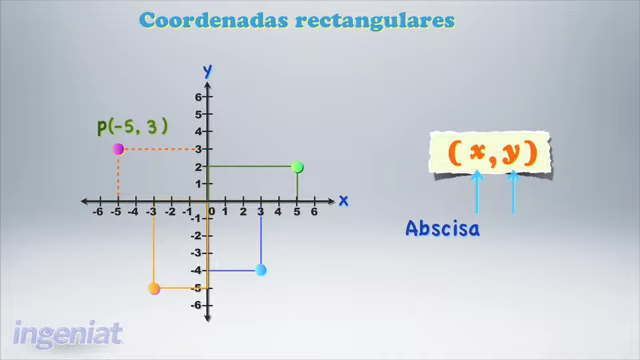 Coordenadas rectangulares
y
P(-5, 3)
(x,y)
6
5
4
3
2
1
-6 -5 -4 -3 -2 -1 0 1 2 3 4 5 6 x
-1
-2
-3
-4
-5
-6
Abscisa
ingeniat